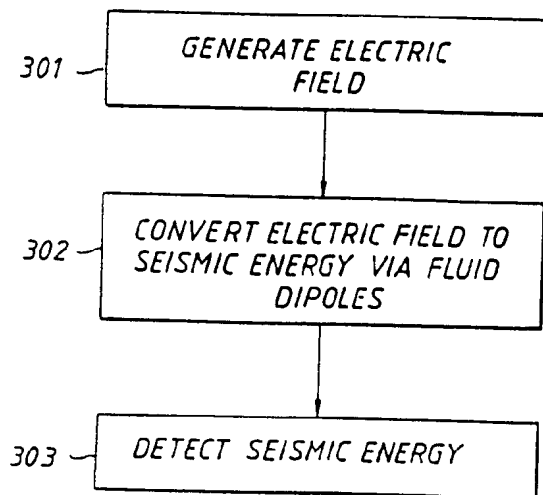 301
GENERATE ELECTRIC
FIELD
302
CONVERT ELECTRIC FIELD TO
SEISMIC ENERGY VIA FLUID
DIPOLES
303
DETECT SEISMIC ENERGY